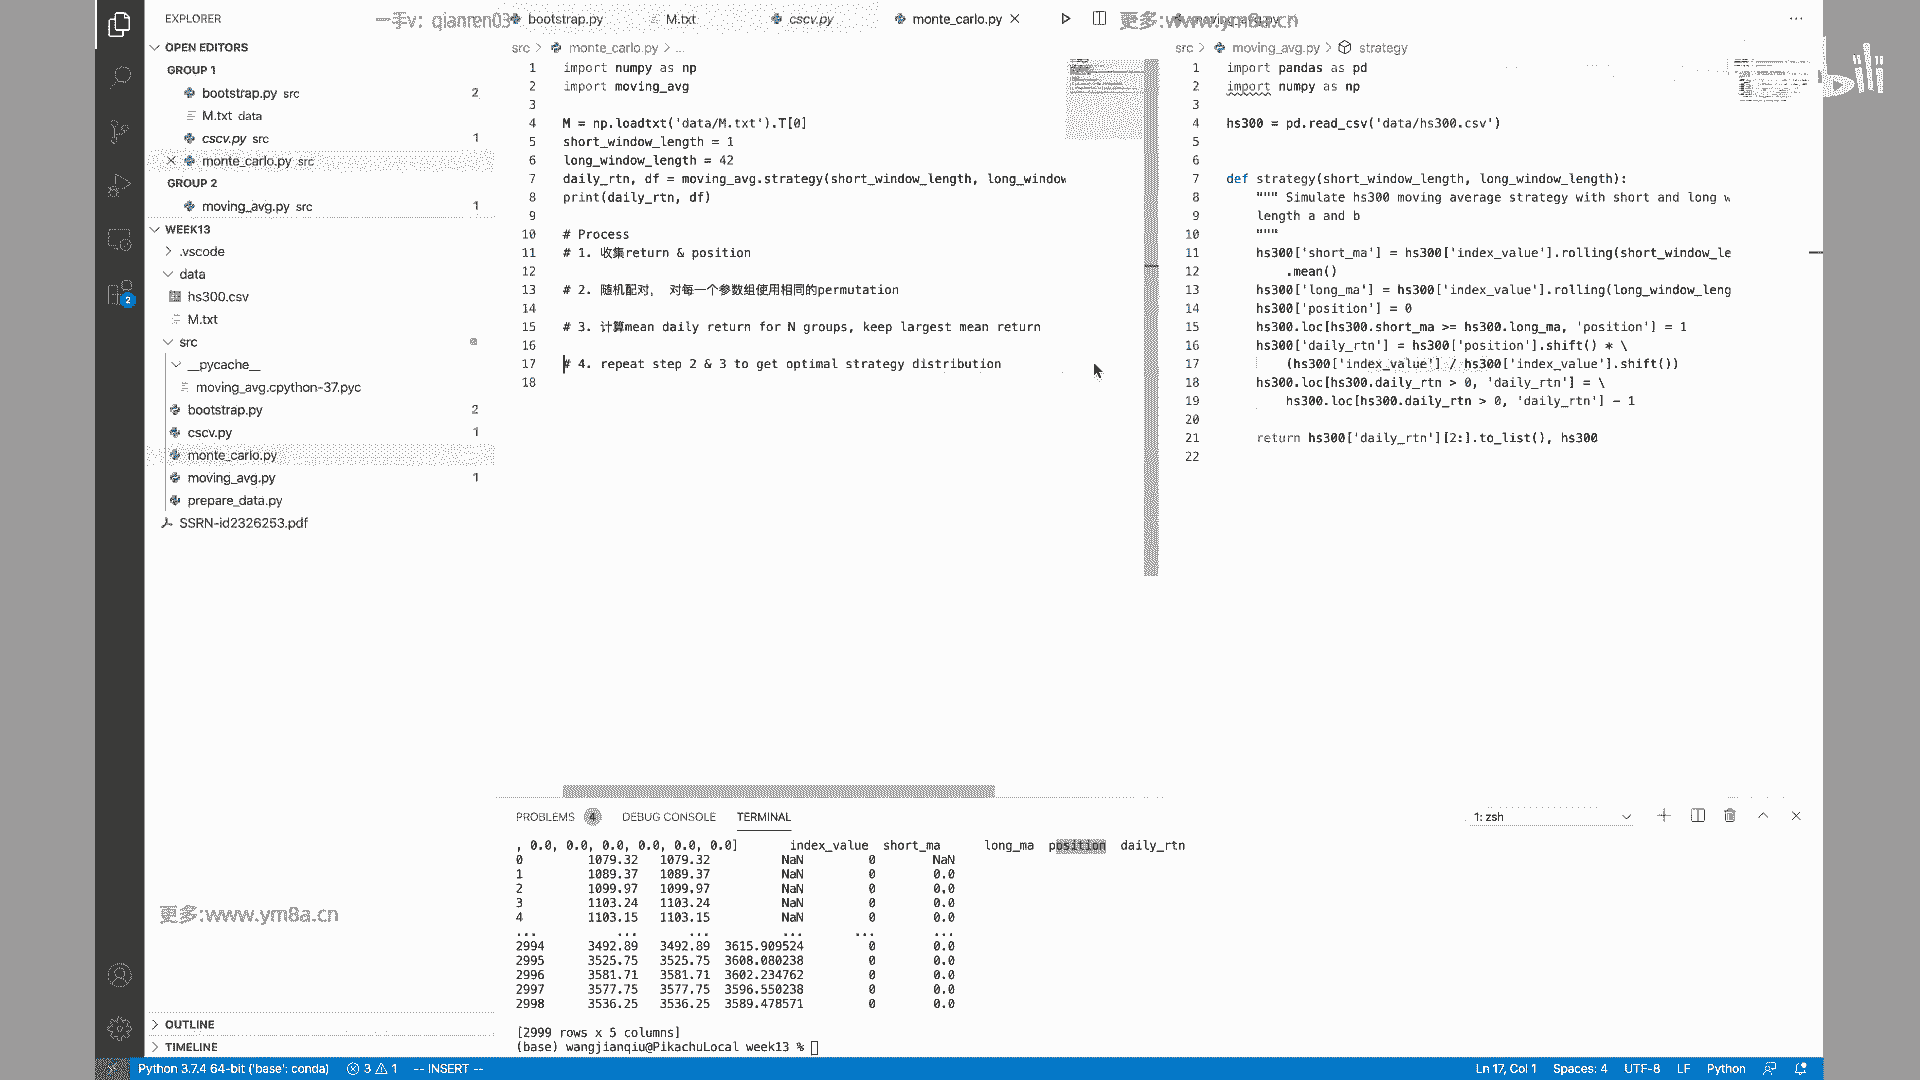 EXPLORER
OPEN EDITORS
GROUP 1
bootstrap.py src 2
M.txt data
cscv.py src 1
monte_carlo.py src
GROUP 2
moving_avg.py src 1
WEEK13
.vscode
data
hs300.csv
M.txt
src
__pycache__
moving_avg.cpython-37.pyc
bootstrap.py 2
cscv.py 1
monte_carlo.py
moving_avg.py 1
prepare_data.py
SSRN-id2326253.pdf
更多:www.ym8a.cn
OUTLINE
TIMELINE
一手v: qianren03
bootstrap.py
M.txt
cscv.py
monte_carlo.py
src > monte_carlo.py > ...
1 import numpy as np
2 import moving_avg
3
4 M = np.loadtxt('data/M.txt').T[0]
5 short_window_length = 1
6 long_window_length = 42
7 daily_rtn, df = moving_avg.strategy(short_window_length, long_window
8 print(daily_rtn, df)
9
10 # Process
11 # 1. 收集return & position
12
13 # 2. 随机配对， 对每一个参数组使用相同的permutation
14
15 # 3. 计算mean daily return for N groups, keep largest mean return
16
17 # 4. repeat step 2 & 3 to get optimal strategy distribution
18
更多:www.ym8a.cn
moving_avg.py
bili
src > moving_avg.py > strategy
1 import pandas as pd
2 import numpy as np
3
4 hs300 = pd.read_csv('data/hs300.csv')
5
6
7 def strategy(short_window_length, long_window_length):
8 """ Simulate hs300 moving average strategy with short and long w
9 length a and b
10 """
11 hs300['short_ma'] = hs300['index_value'].rolling(short_window_le
12 .mean()
13 hs300['long_ma'] = hs300['index_value'].rolling(long_window_leng
14 hs300['position'] = 0
15 hs300.loc[hs300.short_ma >= hs300.long_ma, 'position'] = 1
16 hs300['daily_rtn'] = hs300['position'].shift() * \
17 (hs300['index_value'] / hs300['index_value'].shift())
18 hs300.loc[hs300.daily_rtn > 0, 'daily_rtn'] = \
19 hs300.loc[hs300.daily_rtn > 0, 'daily_rtn'] - 1
20
21 return hs300['daily_rtn'][2:].to_list(), hs300
22
PROBLEMS 4 DEBUG CONSOLE TERMINAL 1: zsh
, 0.0, 0.0, 0.0, 0.0, 0.0, 0.0] index_value short_ma long_ma position daily_rtn
0 1079.32 1079.32 NaN 0 NaN
1 1089.37 1089.37 NaN 0 0.0
2 1099.97 1099.97 NaN 0 0.0
3 1103.24 1103.24 NaN 0 0.0
4 1103.15 1103.15 NaN 0 0.0
... ... ... ... ... ...
2994 3492.89 3492.89 3615.909524 0 0.0
2995 3525.75 3525.75 3608.080238 0 0.0
2996 3581.71 3581.71 3602.234762 0 0.0
2997 3577.75 3577.75 3596.550238 0 0.0
2998 3536.25 3536.25 3589.478571 0 0.0
[2999 rows x 5 columns]
(base) wangjianqiu@PikachuLocal week13 %
2
Python 3.7.4 64-bit ('base': conda) 3 1 -- INSERT -- Ln 17, Col 1 Spaces: 4 UTF-8 LF Python